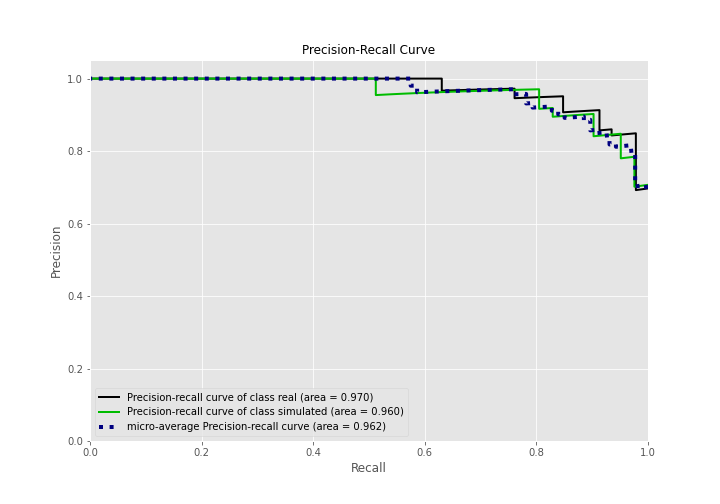 Precision-Recall Curve
Precision
1.0
0.8
0.6
0.4
0.2
0.0
Precision-recall curve of class real (area = 0.970)
Precision-recall curve of class simulated (area = 0.960)
micro-average Precision-recall curve (area = 0.962)
0.0 0.2 0.4 0.6 0.8 1.0
Recall